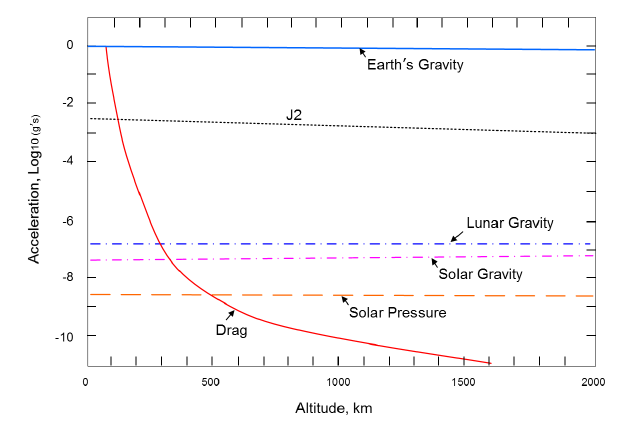 0
Earth's Gravity
-2
J2
-4
Acceleration, Log10 (g's)
-6
Lunar Gravity
Solar Gravity
-8
Solar Pressure
Drag
-10
0 500 1000 1500 2000
Altitude, km